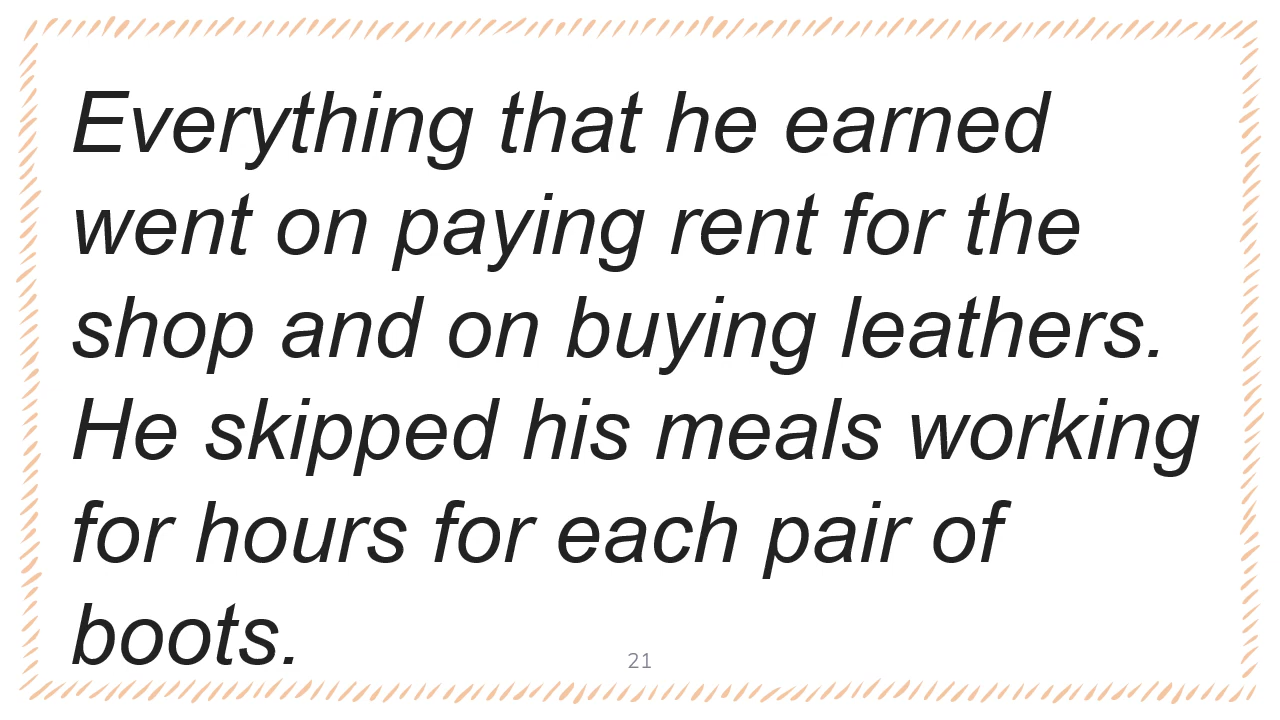 Everything that he earned
went on paying rent for the
shop and on buying leathers.
He skipped his meals working
for hours for each pair of
boots.
21